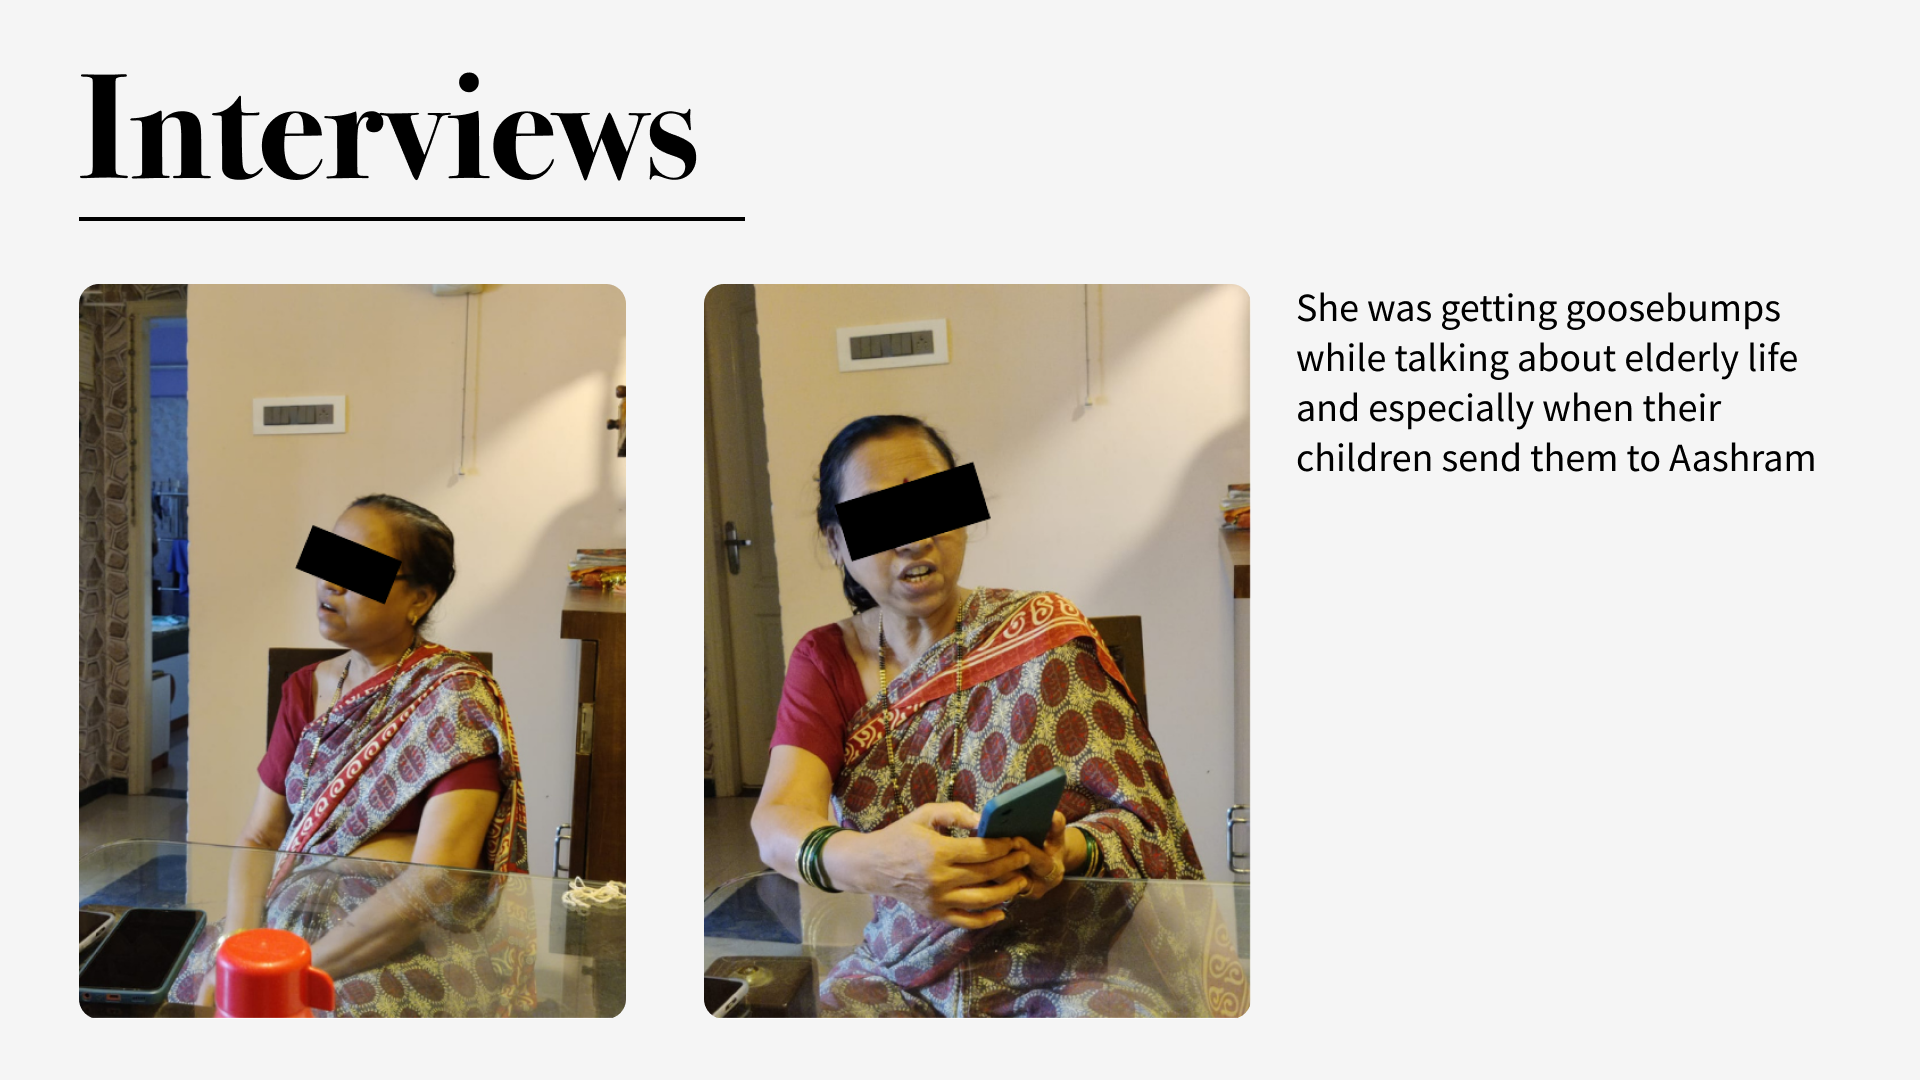 Interviews
She was getting goosebumps
while talking about elderly life
and especially when their
children send them to Aashram